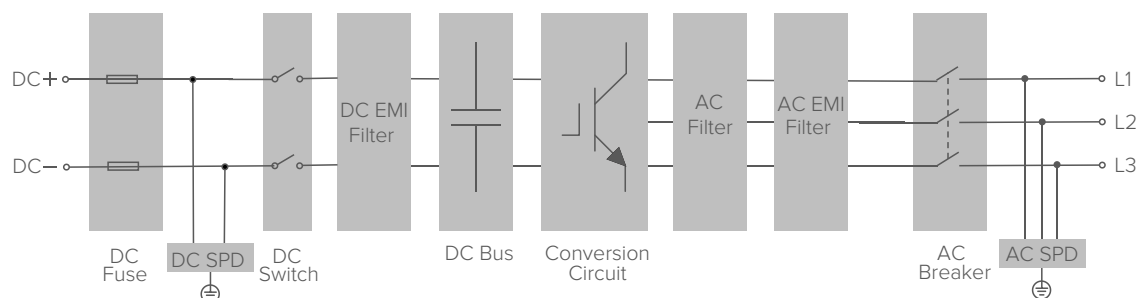 DC+
DC-
DC EMI
Filter
AC
Filter
AC EMI
Filter
L1
L2
L3
DC
Fuse
DC SPD
DC
Switch
DC Bus
Conversion
Circuit
AC
Breaker
AC SPD